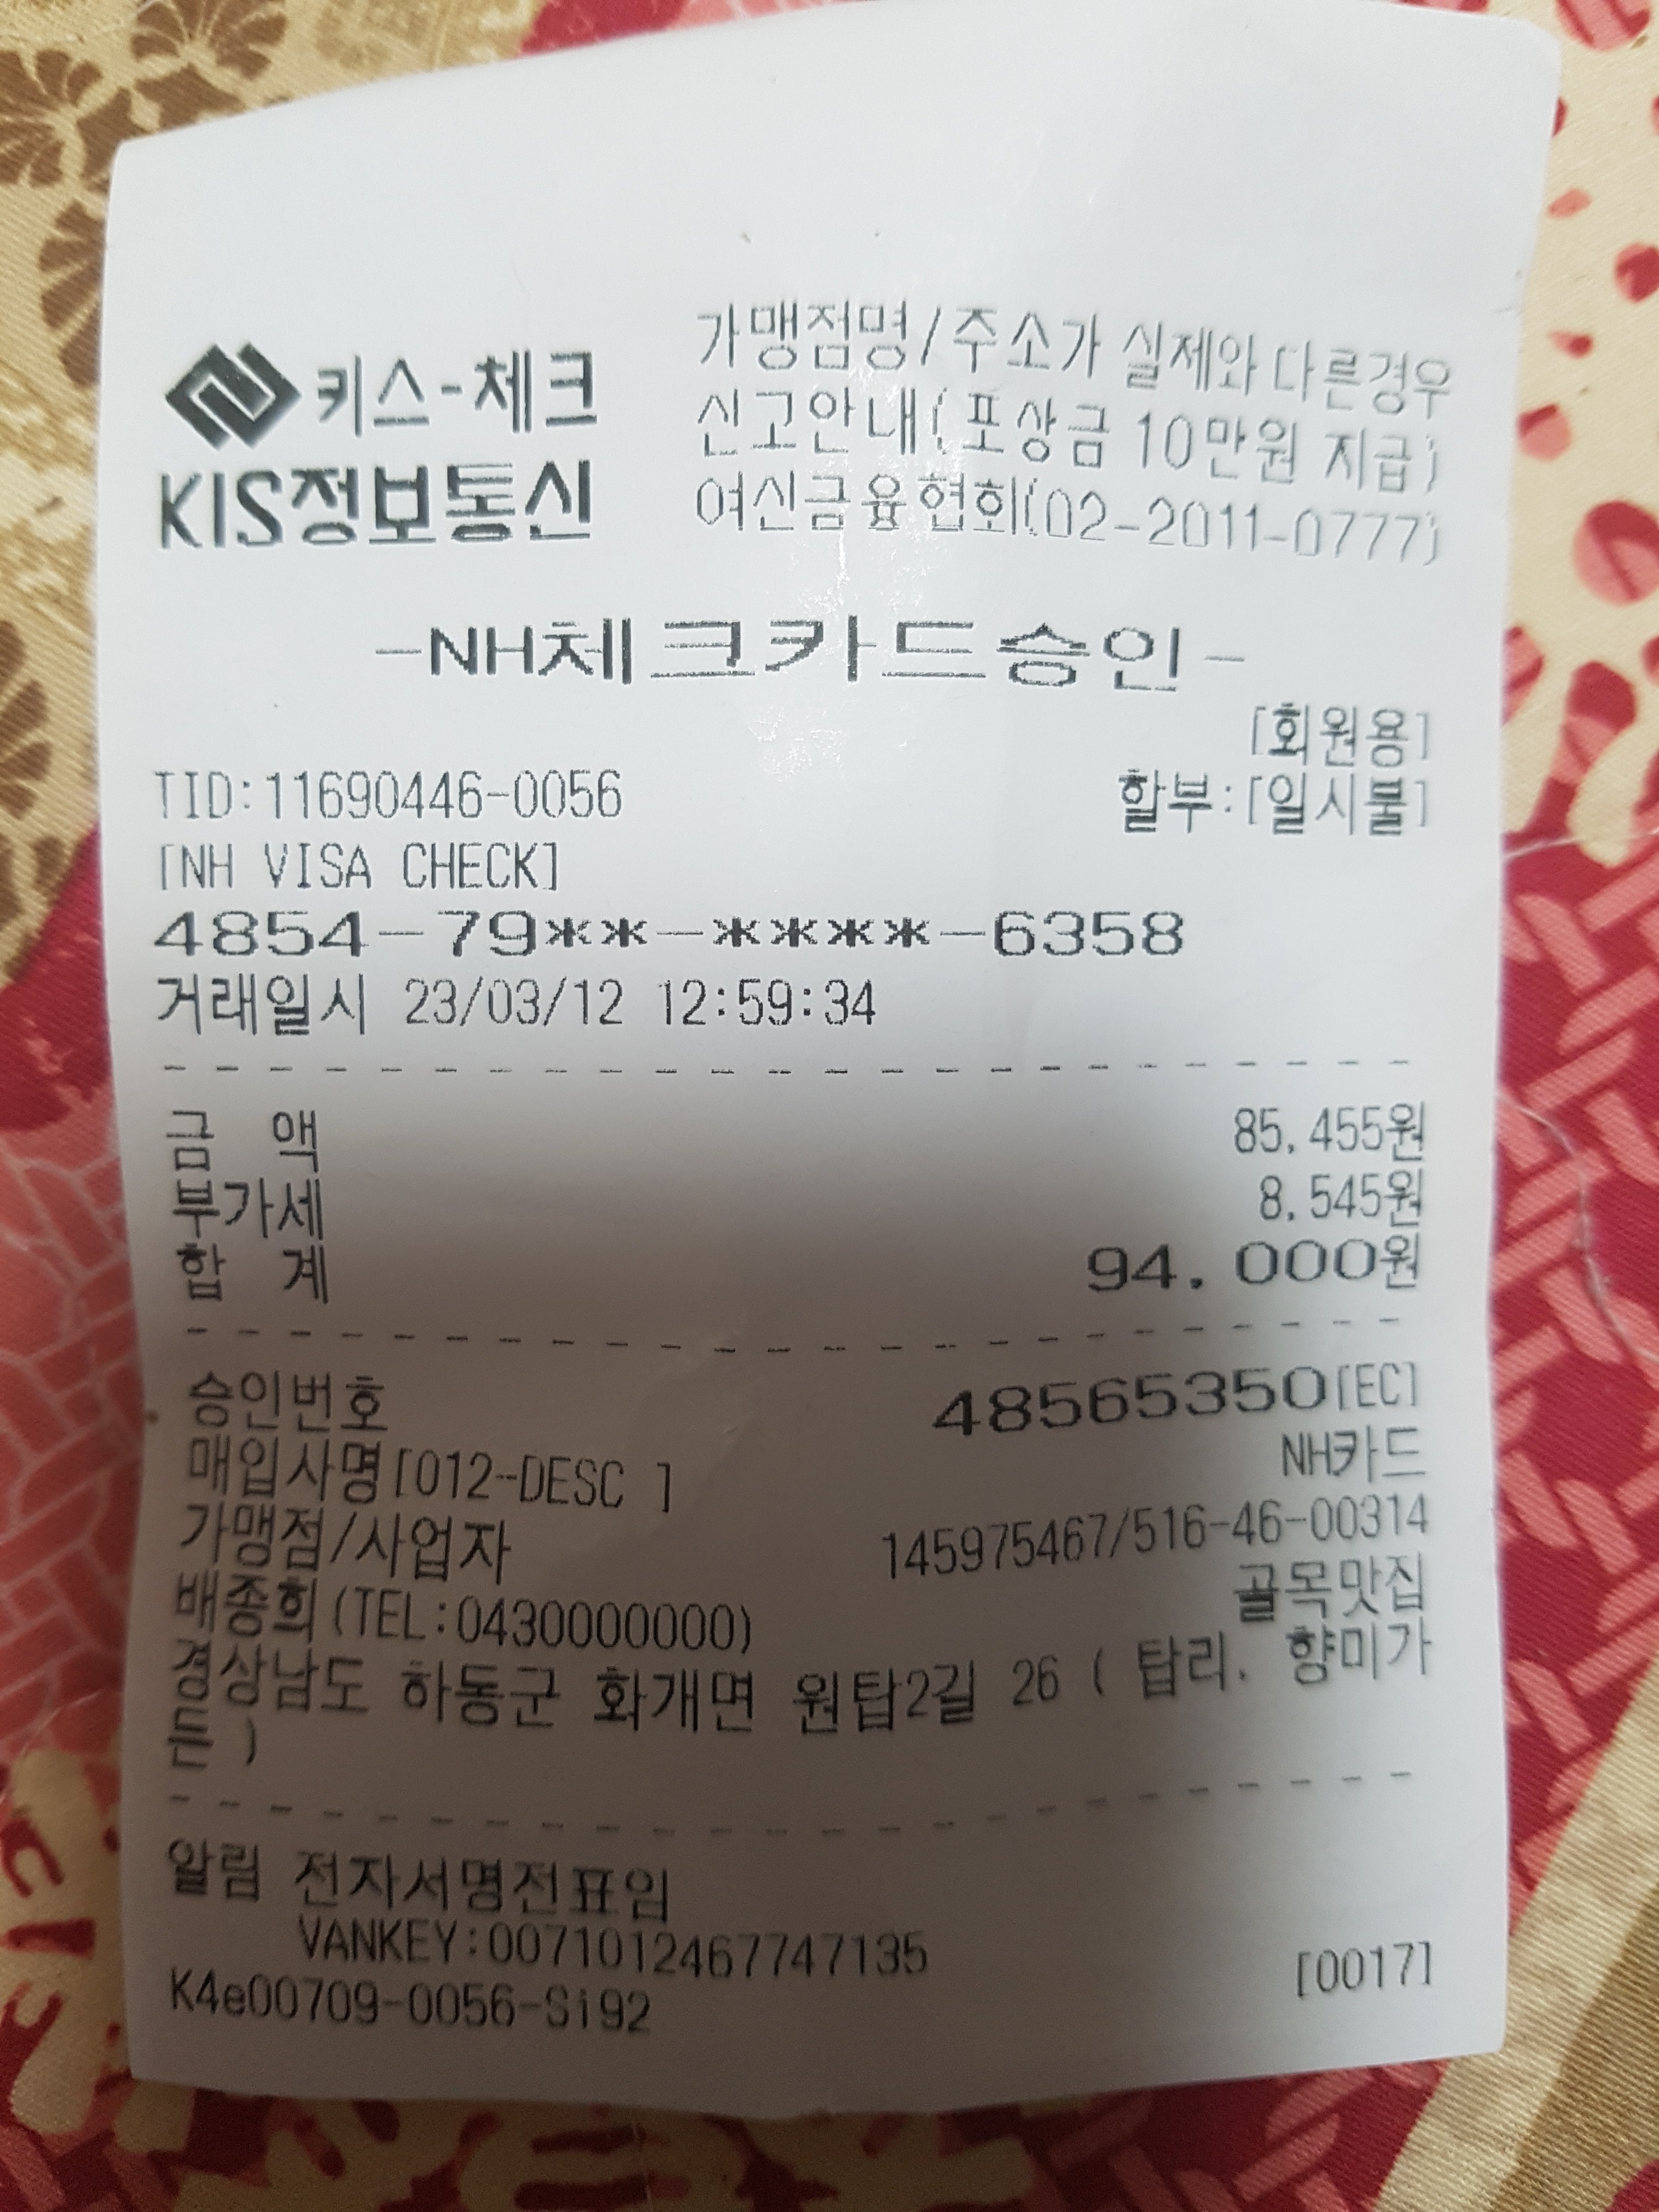 키스-체크
KIS정보통신
가맹점명/주소가 실제와다른경우
신고안내(포상금 10만원 지급)
여신금융협회(02-2011-0777)
-NH체크카드승인-
[회원용]
TID:11690446-0056 할부:[일시불]
[NH VISA CHECK]
4854-79**-****-6358
거래일시 23/03/12 12:59:34
금 액 85,455원
부가세 8,545원
합 계 94,000원
승인번호 48565350[EC]
매입사명[012-DESC ] NH카드
가맹점/사업자 145975467/516-46-00314
배종희(TEL:0430000000) 골목맛집
경상남도 하동군 화개면 원탑2길 26 ( 탑리, 향미가
든 )
알림 전자서명전표임
VANKEY:0071012467747135
K4e00709-0056-Si92 [0017]